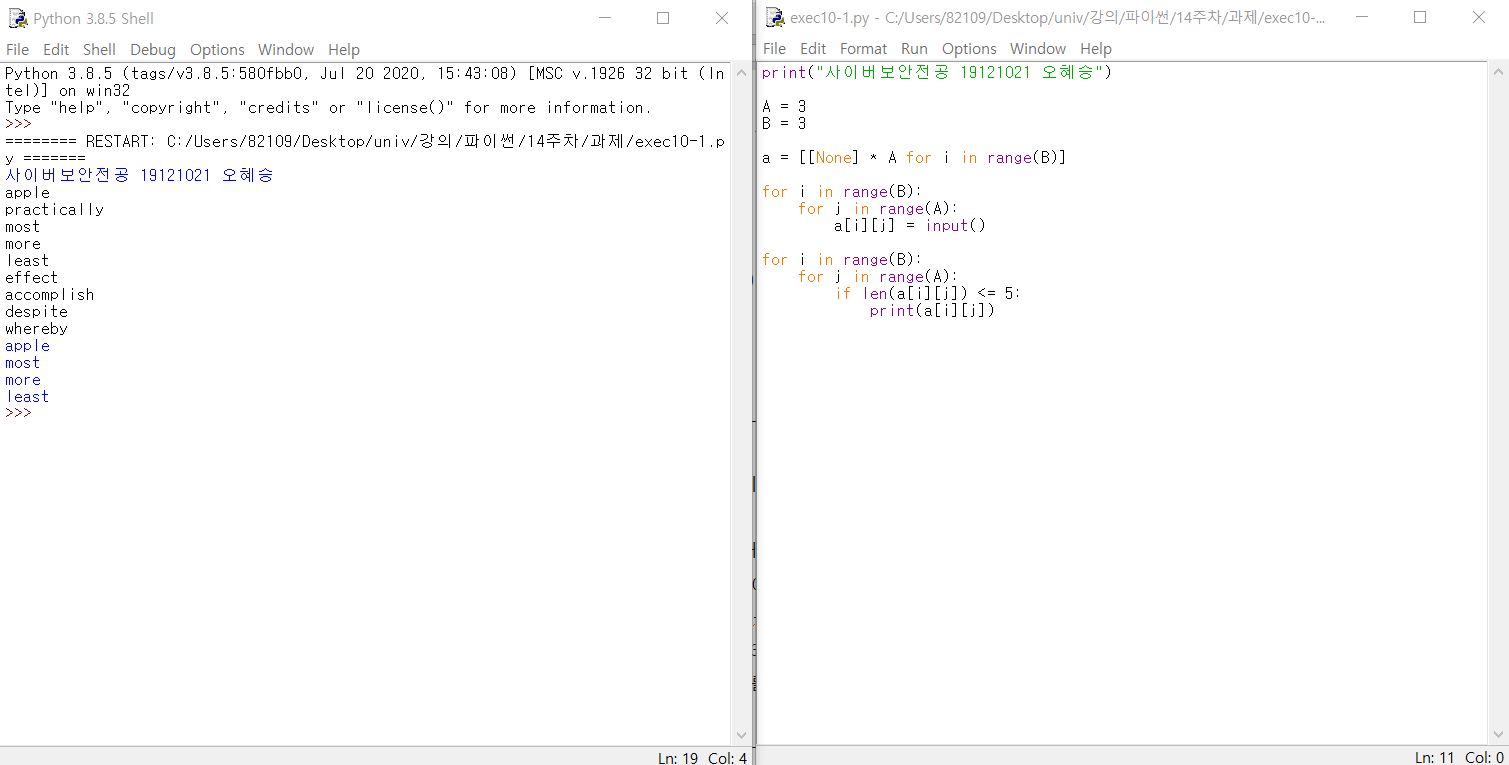 Python 3.8.5 Shell
File Edit Shell Debug Options Window Help
Python 3.8.5 (tags/v3.8.5:580fbb0, Jul 20 2020, 15:43:08) [MSC v.1926 32 bit (In
tel)] on win32
Type "help", "copyright", "credits" or "license()" for more information.
>>>
======== RESTART: C:/Users/82109/Desktop/univ/강의/파이썬/14주차/과제/exec10-1.p
y =======
사이버보안전공 19121021 오혜승
apple
practically
most
more
least
effect
accomplish
despite
whereby
apple
most
more
least
>>>
Ln: 19 Col: 4
exec10-1.py - C:/Users/82109/Desktop/univ/강의/파이썬/14주차/과제/exec10-...
File Edit Format Run Options Window Help
print("사이버보안전공 19121021 오혜승")
A = 3
B = 3
a = [[None] * A for i in range(B)]
for i in range(B):
    for j in range(A):
        a[i][j] = input()
for i in range(B):
    for j in range(A):
        if len(a[i][j]) <= 5:
            print(a[i][j])
Ln: 11 Col: 0